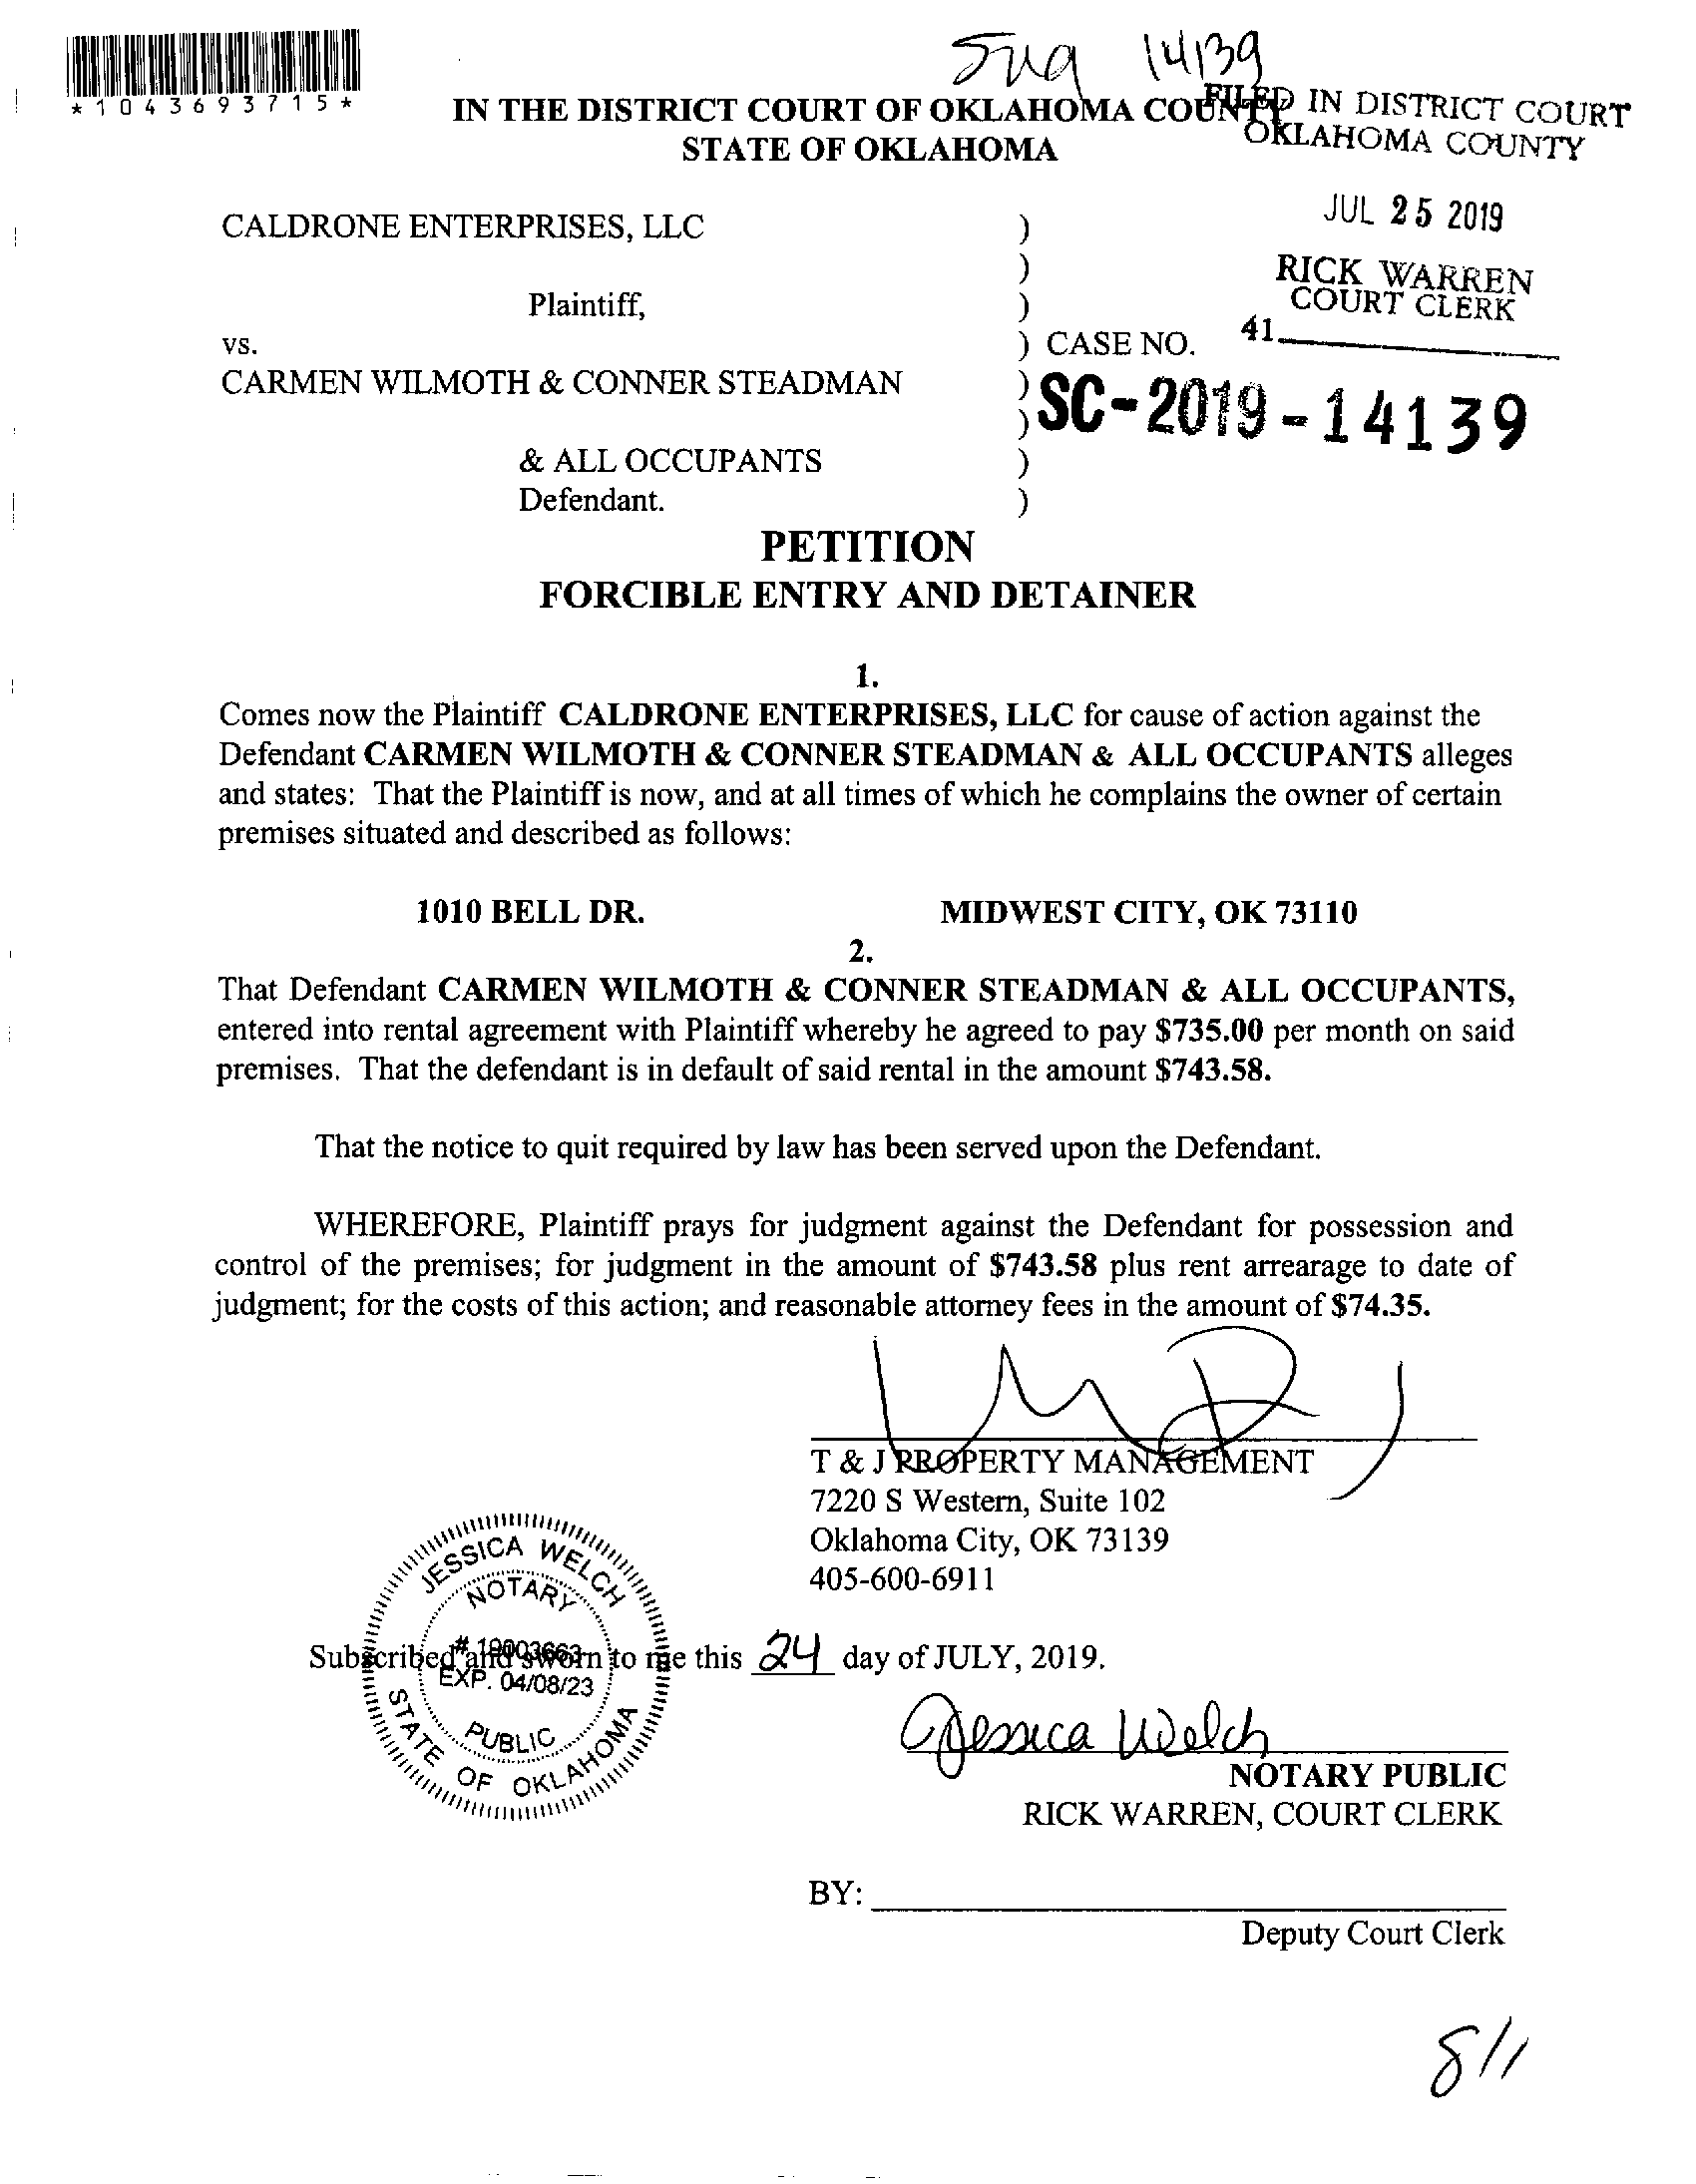 14139
*1043693715*
IN THE DISTRICT COURT OF OKLAHOMA COUNTY
STATE OF OKLAHOMA
FILED IN DISTRICT COURT
OKLAHOMA COUNTY
JUL 25 2019
RICK WARREN
COURT CLERK
41
CALDRONE ENTERPRISES, LLC )
)
Plaintiff, )
vs. ) CASE NO.
CARMEN WILMOTH & CONNER STEADMAN )
) SC-2019-14139
& ALL OCCUPANTS )
Defendant. )
PETITION
FORCIBLE ENTRY AND DETAINER
1.
Comes now the Plaintiff CALDRONE ENTERPRISES, LLC for cause of action against the
Defendant CARMEN WILMOTH & CONNER STEADMAN & ALL OCCUPANTS alleges
and states: That the Plaintiff is now, and at all times of which he complains the owner of certain
premises situated and described as follows:
1010 BELL DR. MIDWEST CITY, OK 73110
2.
That Defendant CARMEN WILMOTH & CONNER STEADMAN & ALL OCCUPANTS,
entered into rental agreement with Plaintiff whereby he agreed to pay $735.00 per month on said
premises. That the defendant is in default of said rental in the amount $743.58.
That the notice to quit required by law has been served upon the Defendant.
WHEREFORE, Plaintiff prays for judgment against the Defendant for possession and
control of the premises; for judgment in the amount of $743.58 plus rent arrearage to date of
judgment; for the costs of this action; and reasonable attorney fees in the amount of $74.35.
T & J PROPERTY MANAGEMENT
7220 S Western, Suite 102
Oklahoma City, OK 73139
405-600-6911
JESSICA WELCH
NOTARY
# 19003663
EXP. 04/08/23
PUBLIC
STATE OF OKLAHOMA
Subscribed and sworn to me this 24 day of JULY, 2019.
Jessica Welch
NOTARY PUBLIC
RICK WARREN, COURT CLERK
BY:
Deputy Court Clerk
8/1